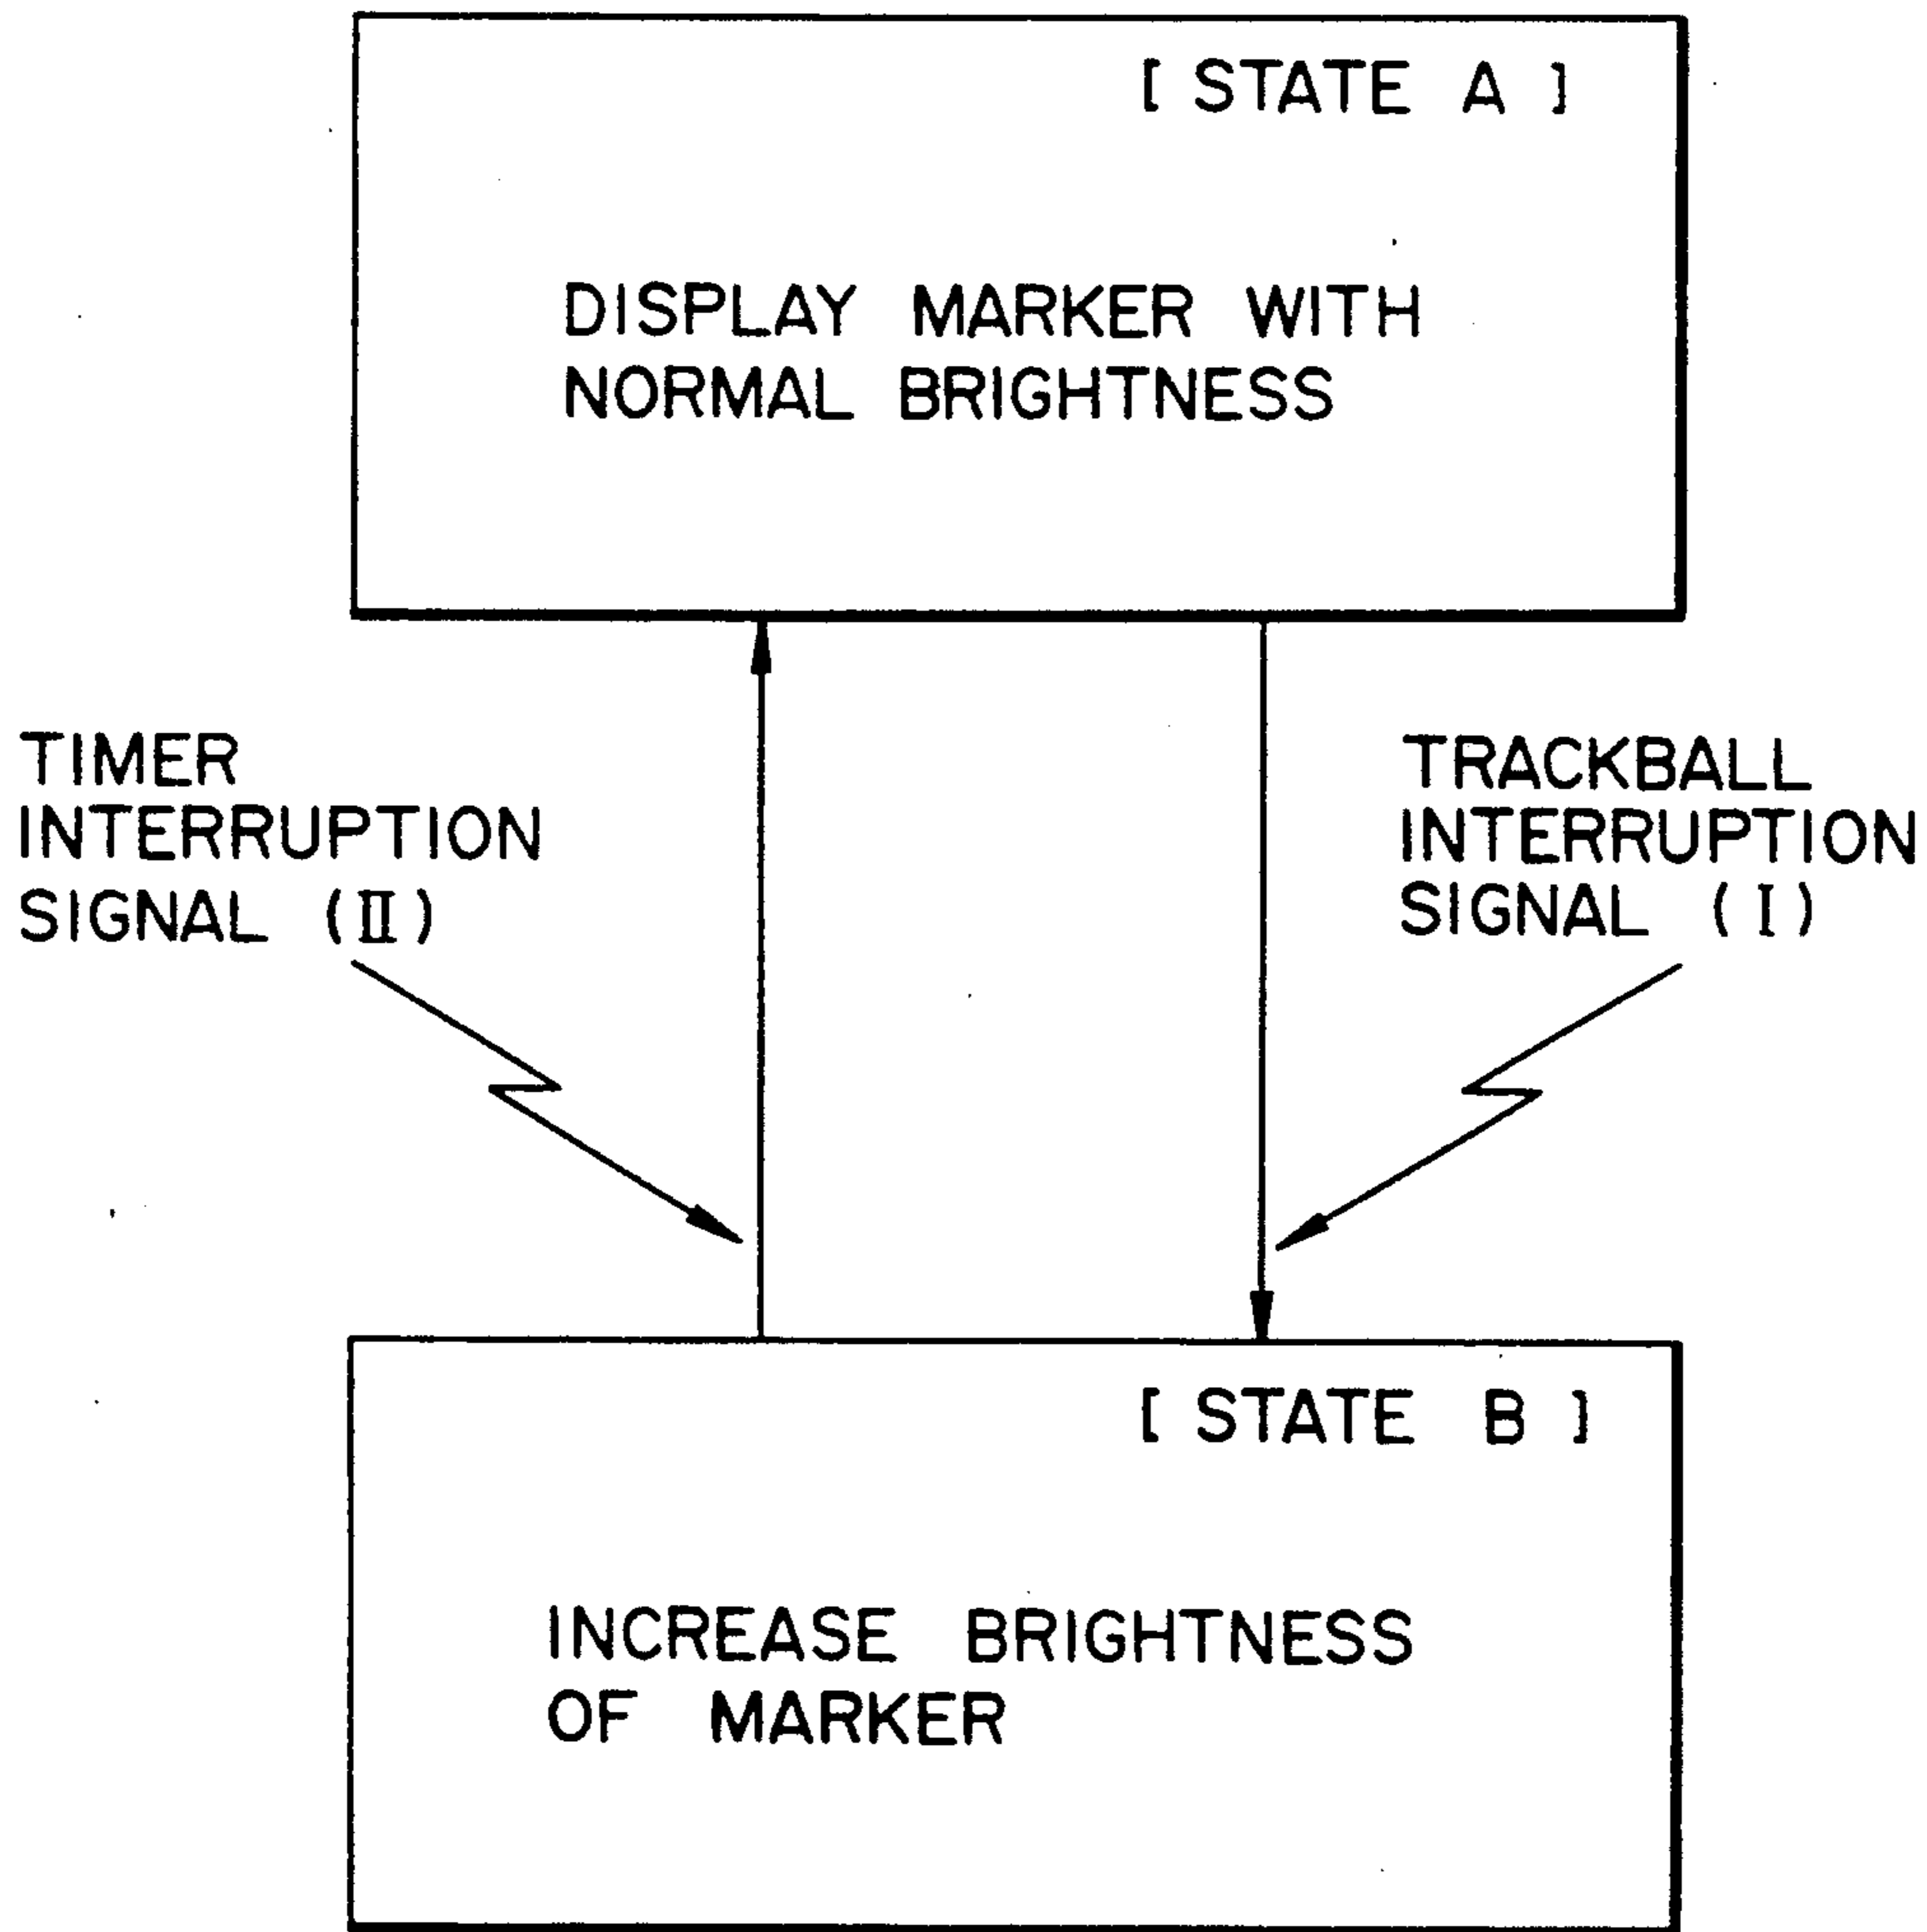 [ STATE A ]
DISPLAY MARKER WITH
NORMAL BRIGHTNESS
TIMER
INTERRUPTION
SIGNAL (II)
TRACKBALL
INTERRUPTION
SIGNAL (I)
[ STATE B ]
INCREASE BRIGHTNESS
OF MARKER